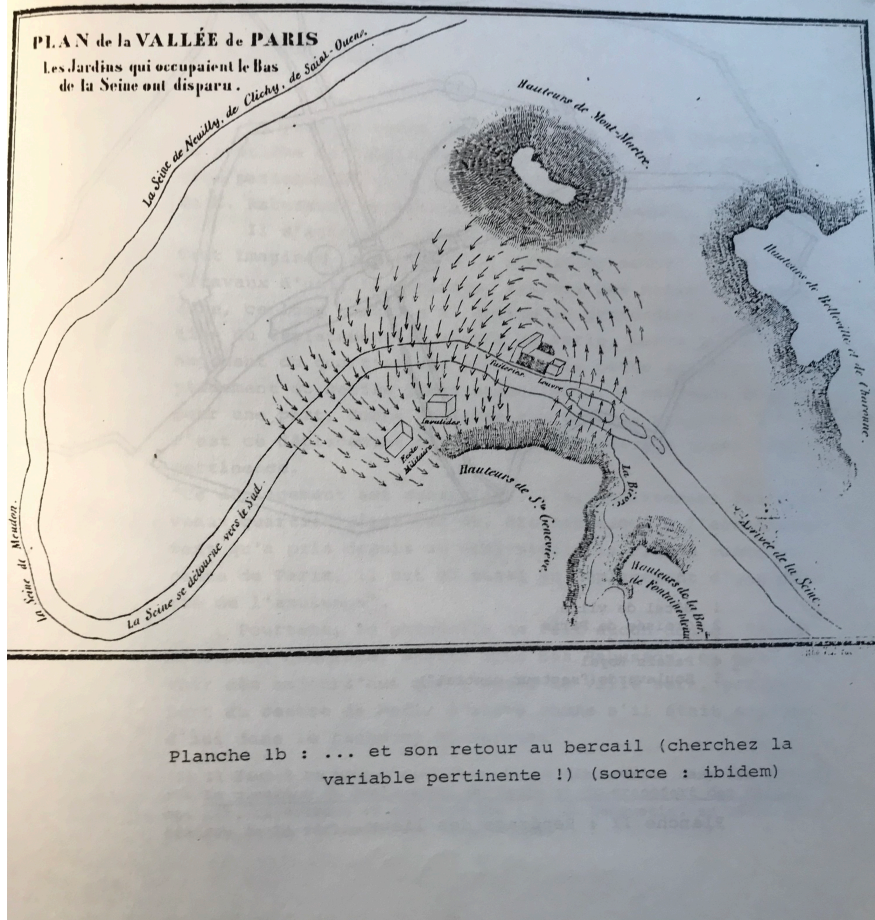 PLAN de la VALLÉE de PARIS
Les Jardins qui occupaient le Bas
de la Seine ont disparu.
La Seine de Neuilly, de Clichy, de Saint-Ouens.
Hauteurs de Mont-Martre.
Hauteurs de Belleville et de Charonne.
Tuileries
Louvre
Invalides
Ecole
Militaire
Hauteurs de Ste Geneviève.
La Bièvre
Hauteurs de la Bar.re
de Fontainebleau
Arrivée de la Seine.
La Seine se détourne vers le Sud.
La Seine de Meudon.
Planche 1b : ... et son retour au bercail (cherchez la
variable pertinente !) (source : ibidem)